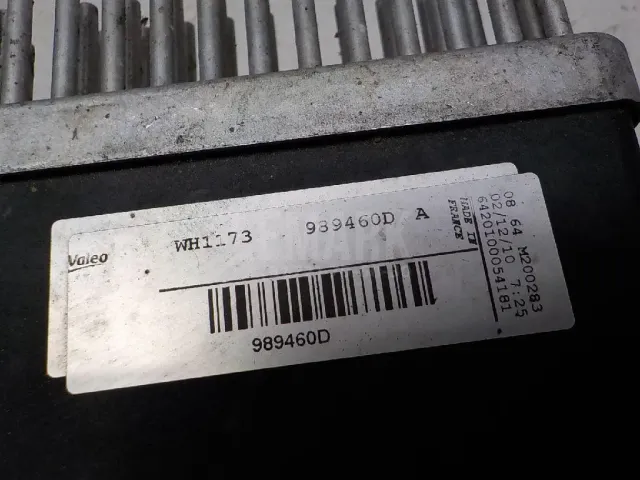 Valeo
WH1173 989460D A
MADE IN
FRANCE
989460D
08 64 M200283
02/12/10 7:25
6420100054181